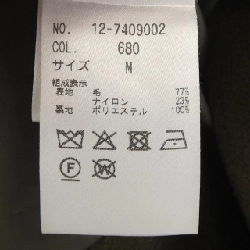 NO. 12-7409002
COL. 680
サイズ M
組成表示
表地 毛 77%
ナイロン 23%
裏地 ポリエステル 100%
F W